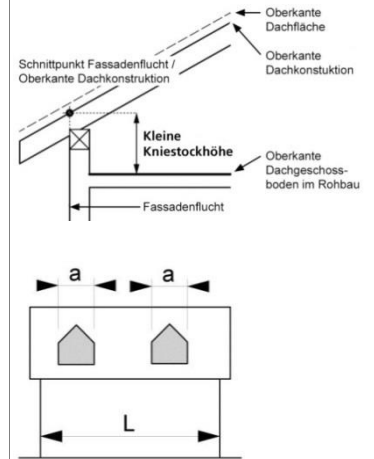 Oberkante
Dachfläche
Oberkante
Dachkonstuktion
Schnittpunkt Fassadenflucht /
Oberkante Dachkonstruktion
Kleine
Kniestockhöhe
Oberkante
Dachgeschoss-
boden im Rohbau
Fassadenflucht
a
a
L